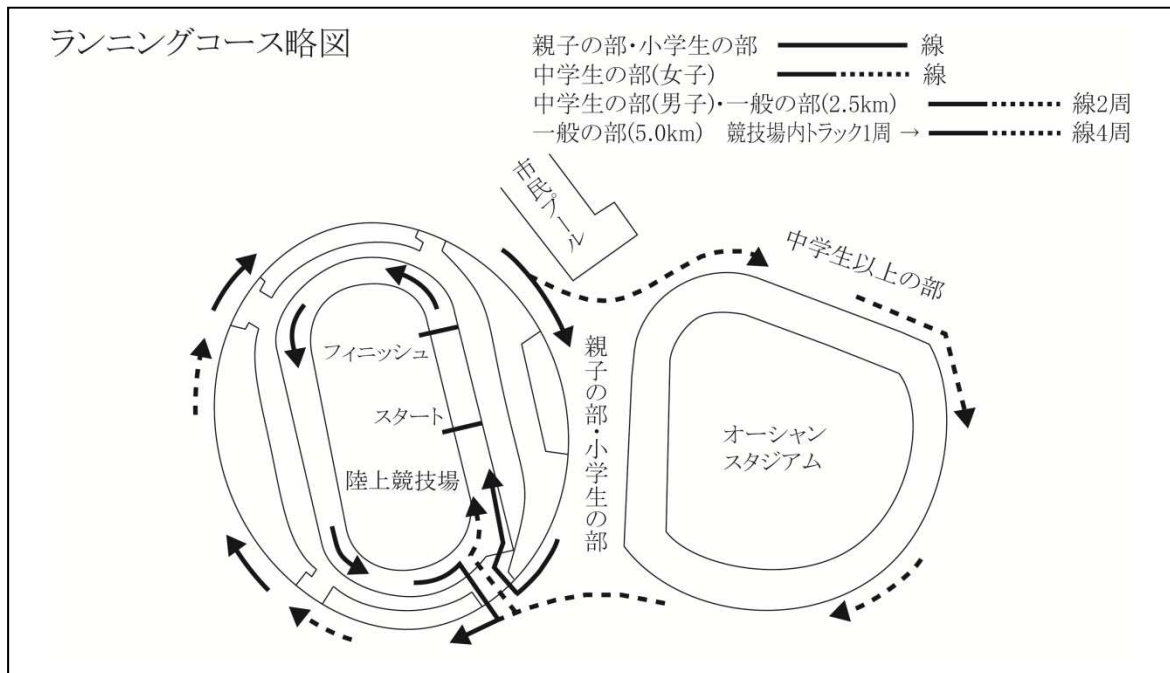 ランニングコース略図
親子の部・小学生の部 線
中学生の部(女子) 線
中学生の部(男子)・一般の部(2.5km) 線2周
一般の部(5.0km) 競技場内トラック1周 → 線4周
市民プール
中学生以上の部
フィニッシュ
スタート
陸上競技場
親子の部・小学生の部
オーシャン
スタジアム